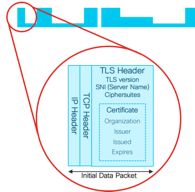 IP Header
TCP Header
TLS Header
TLS version
SNI (Server Name)
Ciphersuites
Certificate
Organization
Issuer
Issued
Expires
Initial Data Packet